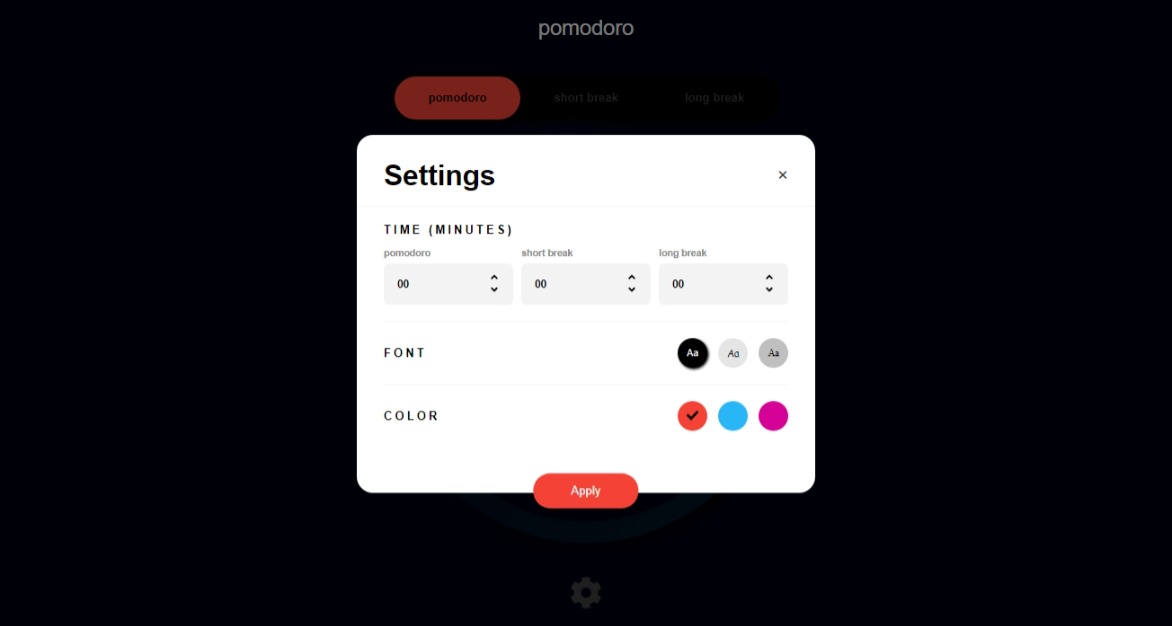 pomodoro
pomodoro short break long break
Settings ×
TIME (MINUTES)
pomodoro short break long break
00 00 00
FONT Aa Aa Aa
COLOR
Apply